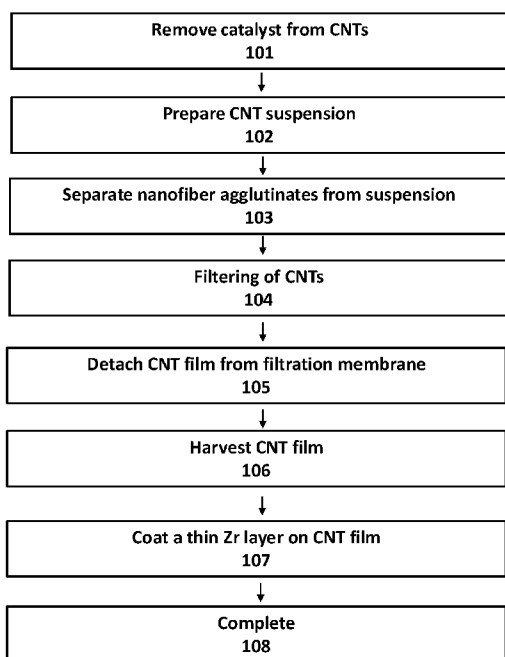 Remove catalyst from CNTs
101
Prepare CNT suspension
102
Separate nanofiber agglutinates from suspension
103
Filtering of CNTs
104
Detach CNT film from filtration membrane
105
Harvest CNT film
106
Coat a thin Zr layer on CNT film
107
Complete
108